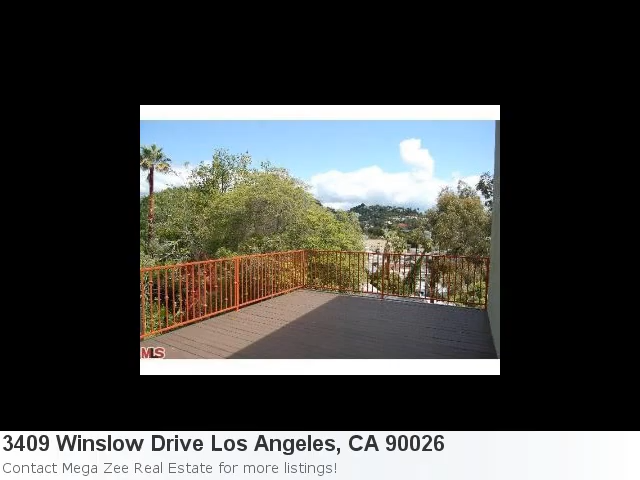 MLS
3409 Winslow Drive Los Angeles, CA 90026
Contact Mega Zee Real Estate for more listings!